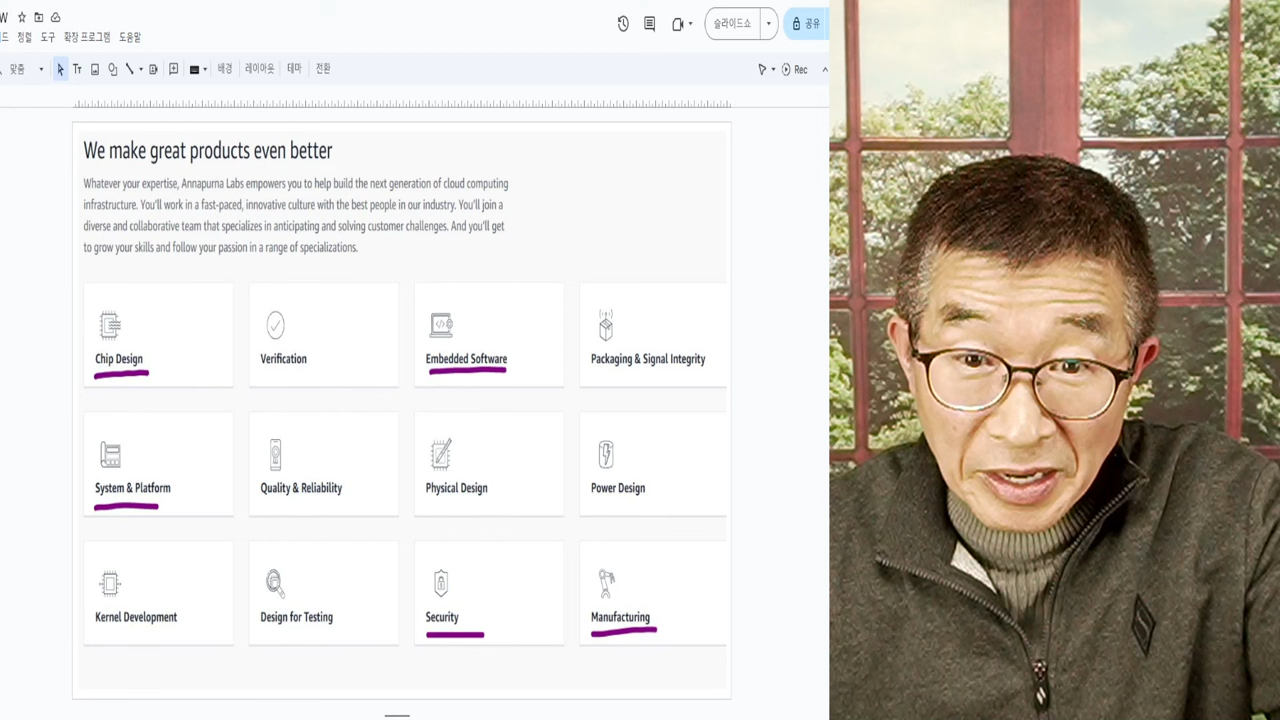 W
드 정렬 도구 확장 프로그램 도움말
슬라이드쇼
공유
맞춤
Tт
배경 레이아웃 테마 전환
Rec
We make great products even better
Whatever your expertise, Annapurna Labs empowers you to help build the next generation of cloud computing
infrastructure. You'll work in a fast-paced, innovative culture with the best people in our industry. You'll join a
diverse and collaborative team that specializes in anticipating and solving customer challenges. And you'll get
to grow your skills and follow your passion in a range of specializations.
Chip Design
Verification
Embedded Software
Packaging & Signal Integrity
System & Platform
Quality & Reliability
Physical Design
Power Design
Kernel Development
Design for Testing
Security
Manufacturing